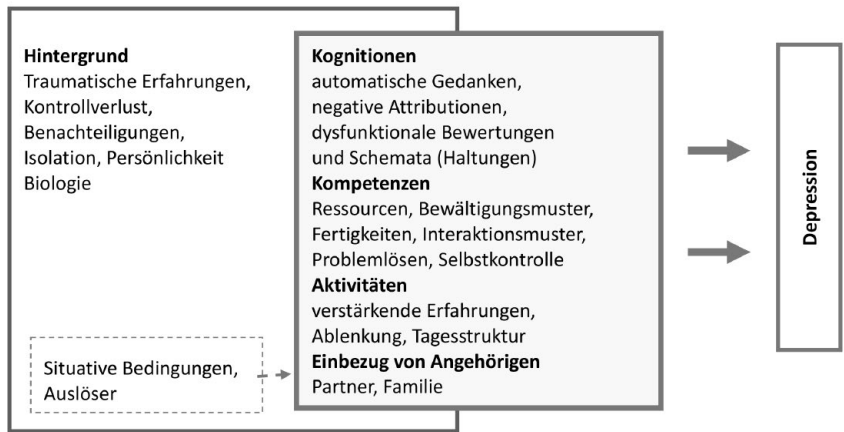 Hintergrund
Traumatische Erfahrungen,
Kontrollverlust,
Benachteiligungen,
Isolation, Persönlichkeit
Biologie
Situative Bedingungen,
Auslöser
Kognitionen
automatische Gedanken,
negative Attributionen,
dysfunktionale Bewertungen
und Schemata (Haltungen)
Kompetenzen
Ressourcen, Bewältigungsmuster,
Fertigkeiten, Interaktionsmuster,
Problemlösen, Selbstkontrolle
Aktivitäten
verstärkende Erfahrungen,
Ablenkung, Tagesstruktur
Einbezug von Angehörigen
Partner, Familie
Depression